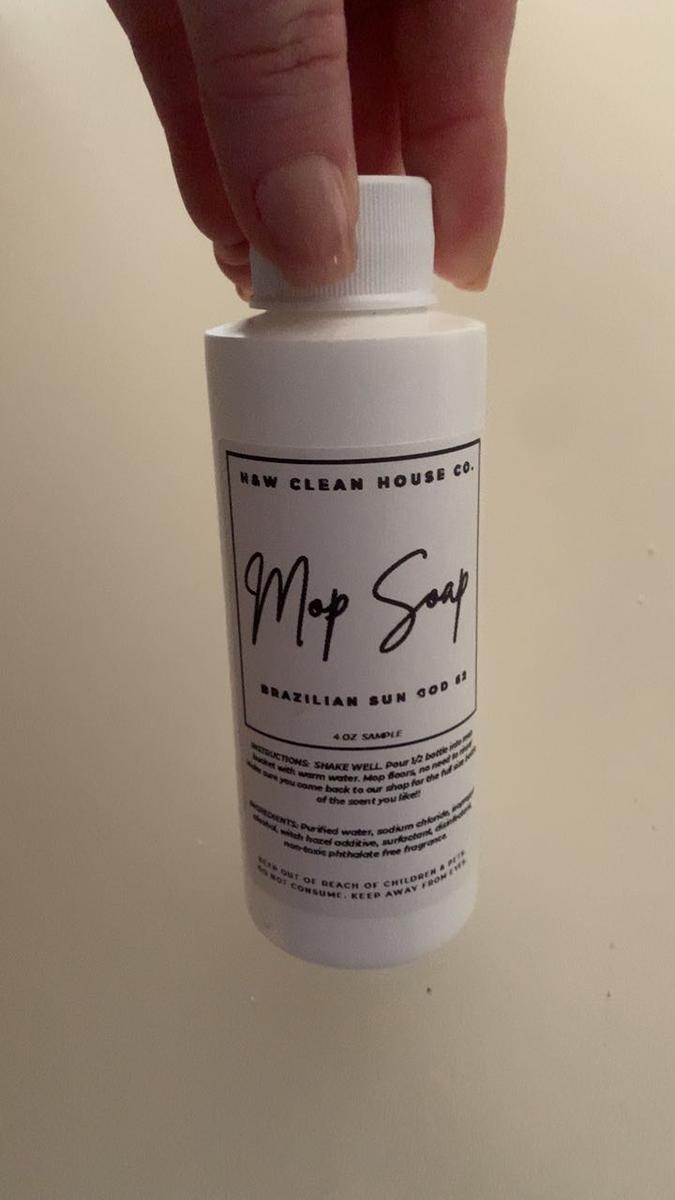 H&W CLEAN HOUSE CO.
Mop Soap
BRAZILIAN SUN GOD 62
4 OZ SAMPLE
INSTRUCTIONS: SHAKE WELL. Pour 1/2 bottle into mop
bucket with warm water. Mop floors, no need to rinse
make sure you come back to our shop for the full size bottle
of the scent you like!!
INGREDIENTS: Purified water, sodium chloride, isopropyl
alcohol, witch hazel additive, surfactant, disinfectant,
non-toxic phthalate free fragrance.
KEEP OUT OF REACH OF CHILDREN & PETS.
DO NOT CONSUME. KEEP AWAY FROM EYES.